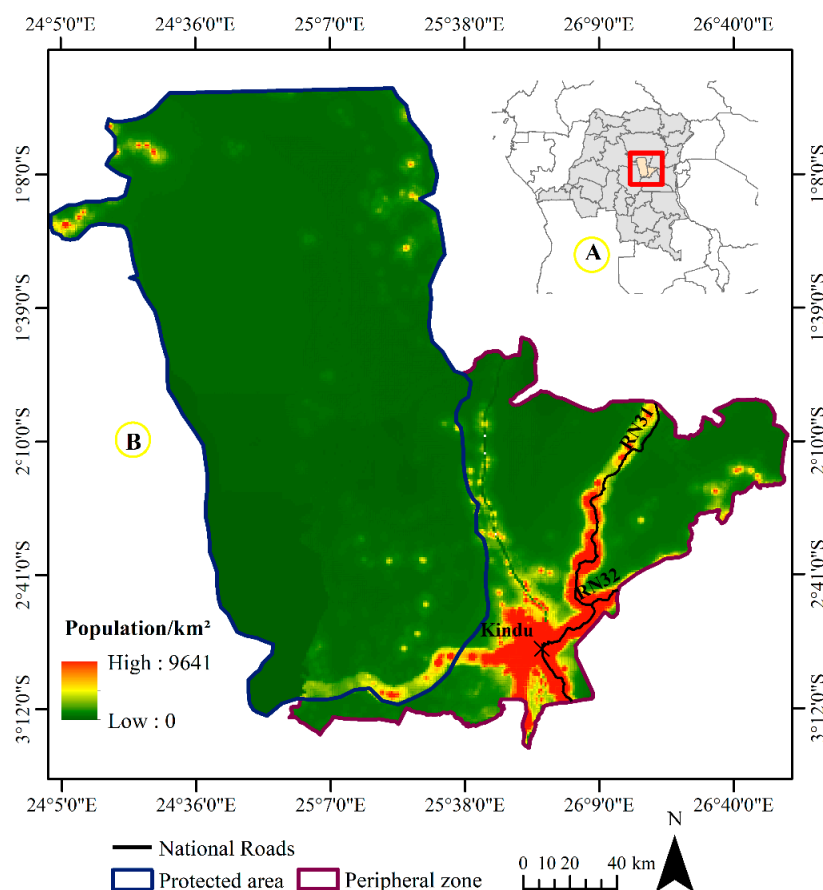 24°5'0"E 24°36'0"E 25°7'0"E 25°38'0"E 26°9'0"E 26°40'0"E
1°8'0"S 1°8'0"S
A
1°39'0"S 1°39'0"S
B
RN31
2°10'0"S 2°10'0"S
2°41'0"S 2°41'0"S
RN32
Kindu
Population/km²
High : 9641
Low : 0
3°12'0"S 3°12'0"S
24°5'0"E 24°36'0"E 25°7'0"E 25°38'0"E 26°9'0"E 26°40'0"E
N
National Roads
Protected area Peripheral zone
0 10 20 40 km